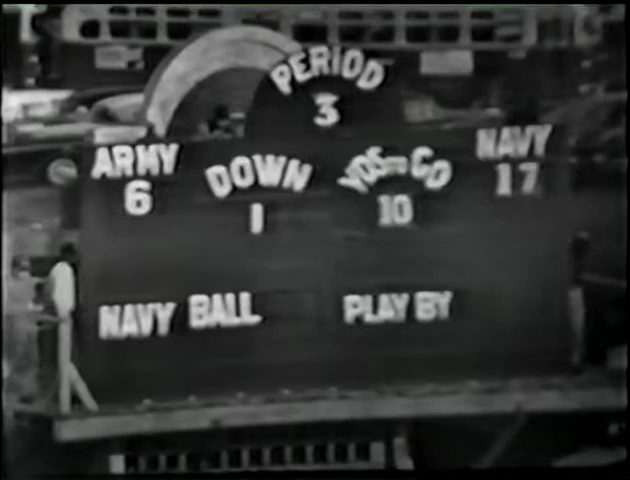 PERIOD
3
ARMY DOWN YDS TO GO NAVY
6 1 10 17
NAVY BALL PLAY BY